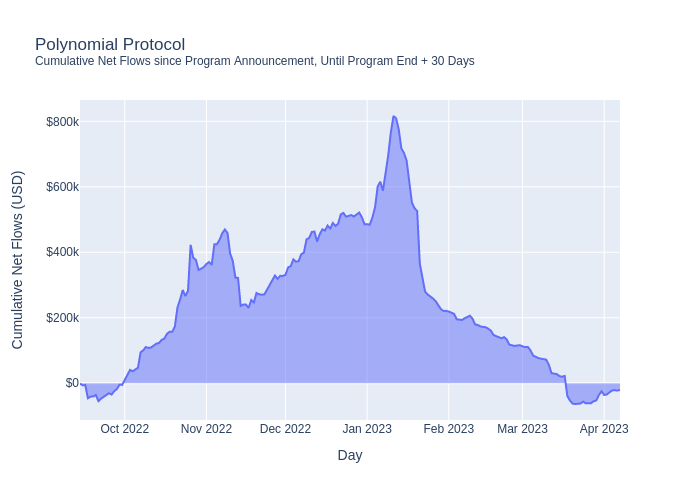 Polynomial Protocol
Cumulative Net Flows since Program Announcement, Until Program End + 30 Days
Cumulative Net Flows (USD)
$800k
$600k
$400k
$200k
$0
Oct 2022
Nov 2022
Dec 2022
Jan 2023
Feb 2023
Mar 2023
Apr 2023
Day